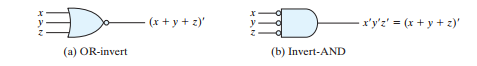 x
y
z
(x + y + z)'
(a) OR-invert
x
y
z
x'y'z' = (x + y + z)'
(b) Invert-AND